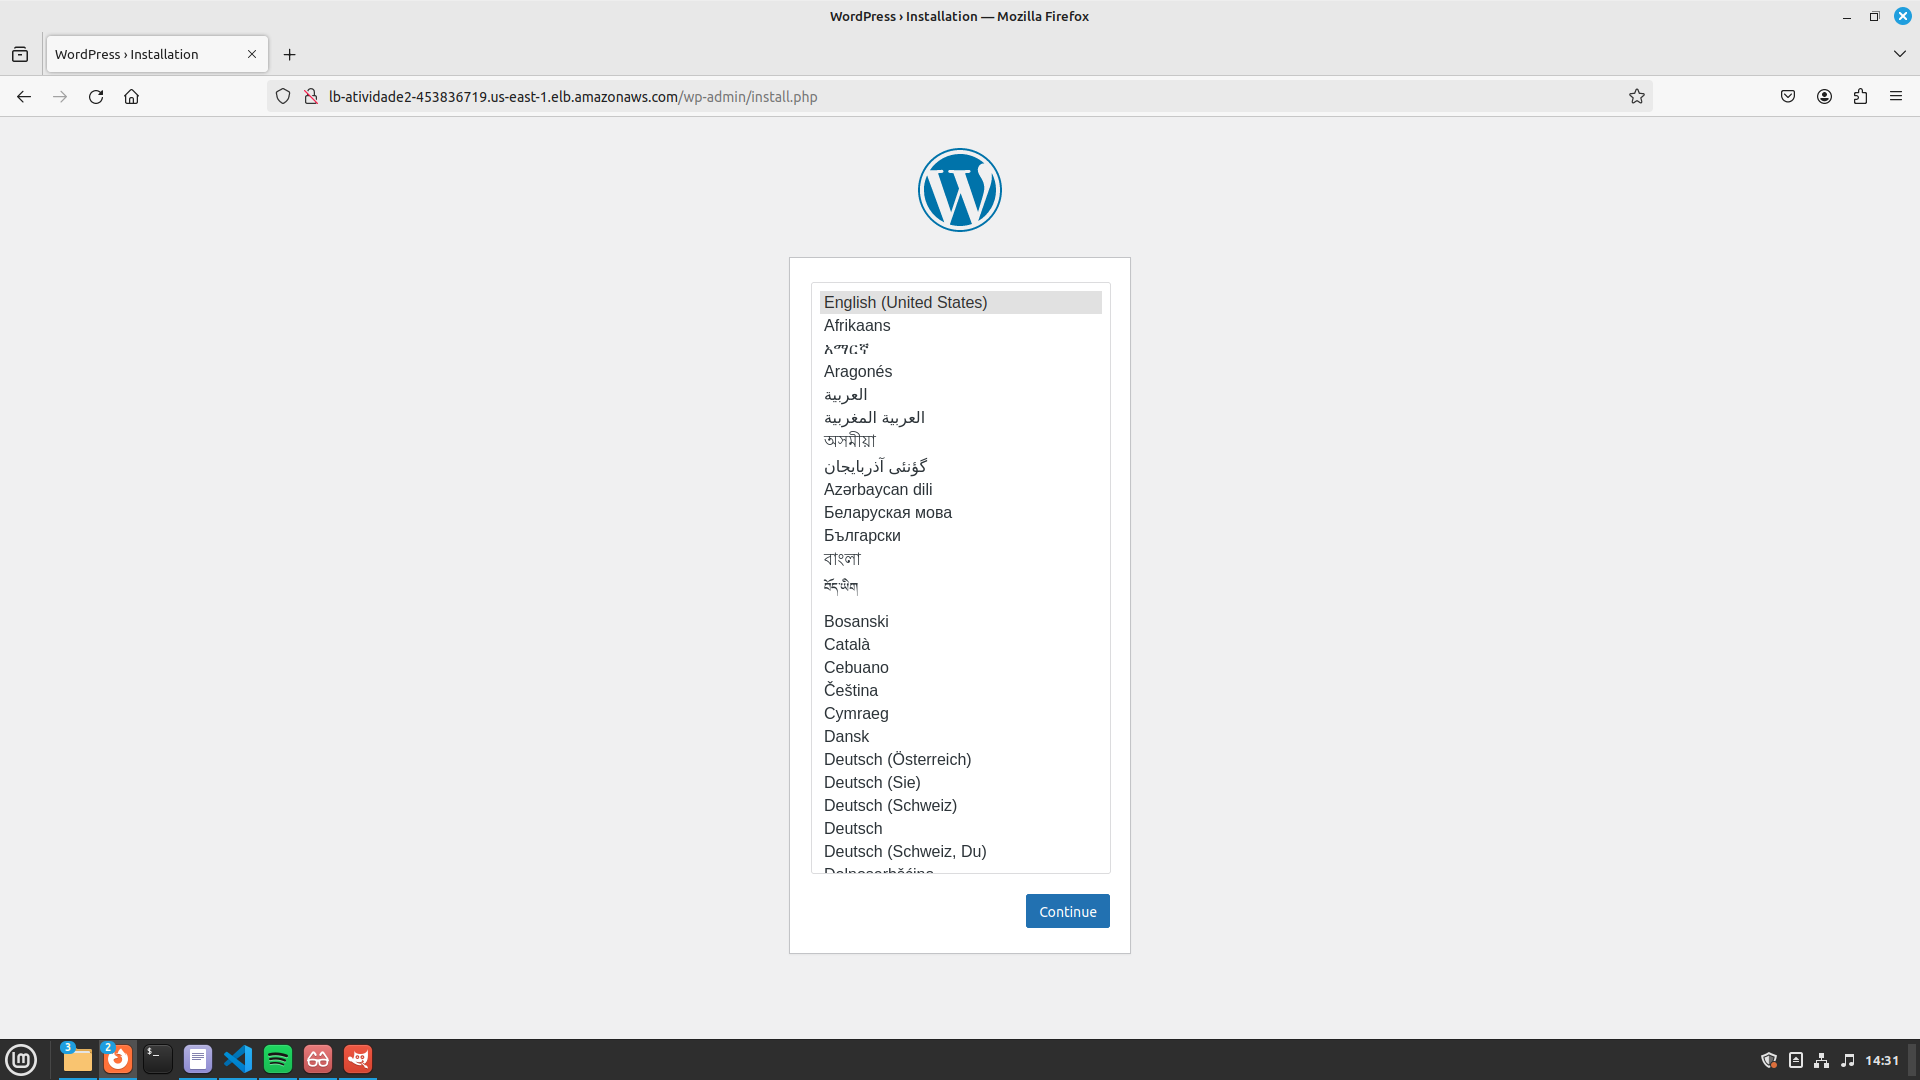 WordPress › Installation — Mozilla Firefox
WordPress › Installation
lb-atividade2-453836719.us-east-1.elb.amazonaws.com/wp-admin/install.php
English (United States)
Afrikaans
አማርኛ
Aragonés
العربية
العربية المغربية
অসমীয়া
گؤنئی آذربایجان
Azərbaycan dili
Беларуская мова
Български
বাংলা
བོད་ཡིག
Bosanski
Català
Cebuano
Čeština
Cymraeg
Dansk
Deutsch (Österreich)
Deutsch (Sie)
Deutsch (Schweiz)
Deutsch
Deutsch (Schweiz, Du)
Continue
3
2
$_
14:31